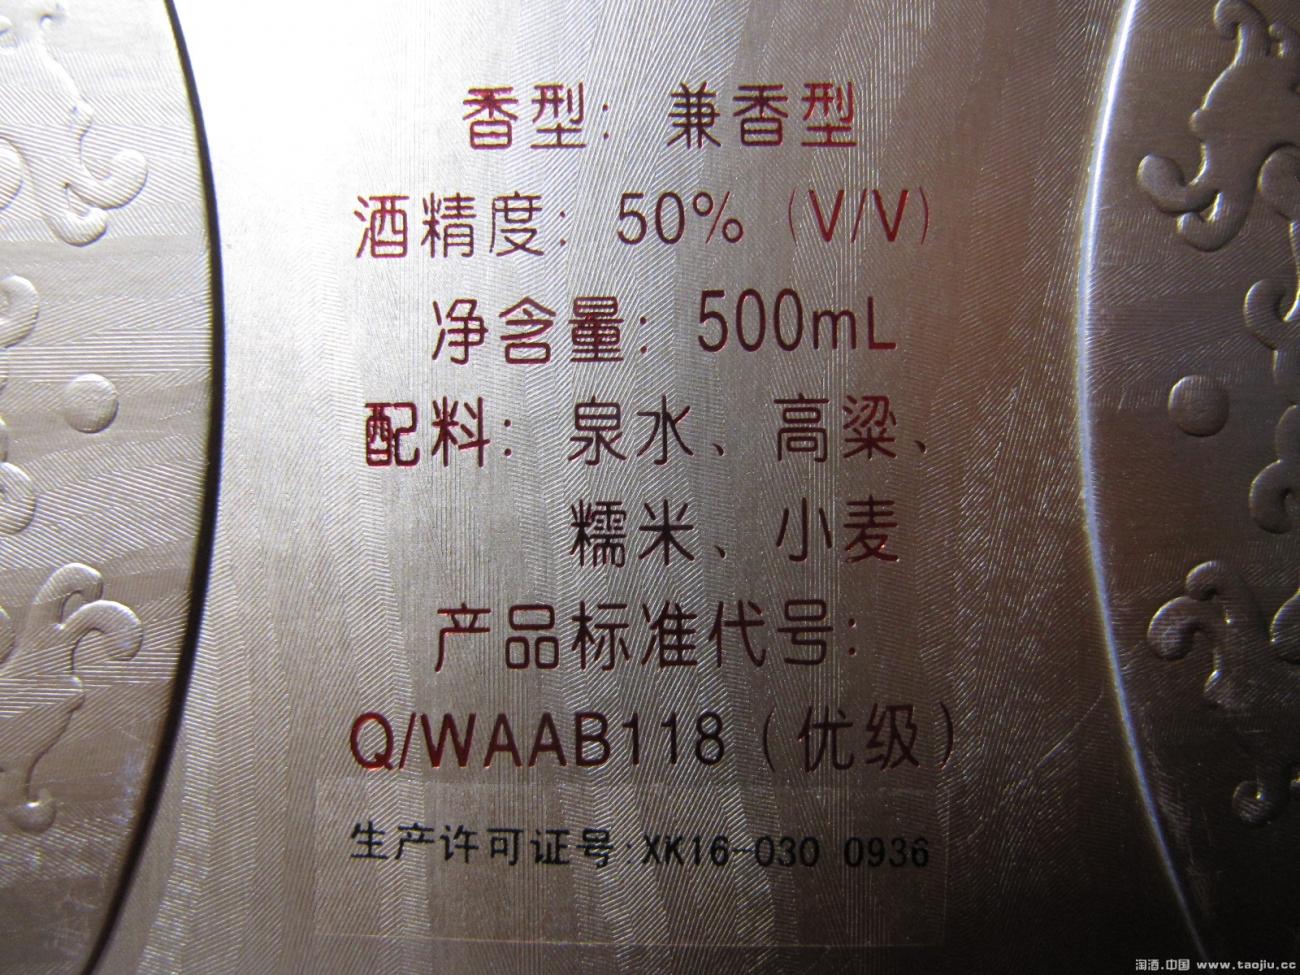 香型：兼香型
酒精度：50%（V/V）
净含量：500mL
配料：泉水、高粱、
糯米、小麦
产品标准代号：
Q/WAAB118（优级）
生产许可证号:XK16-030 0936
淘酒.中国 www.taojiu.cc